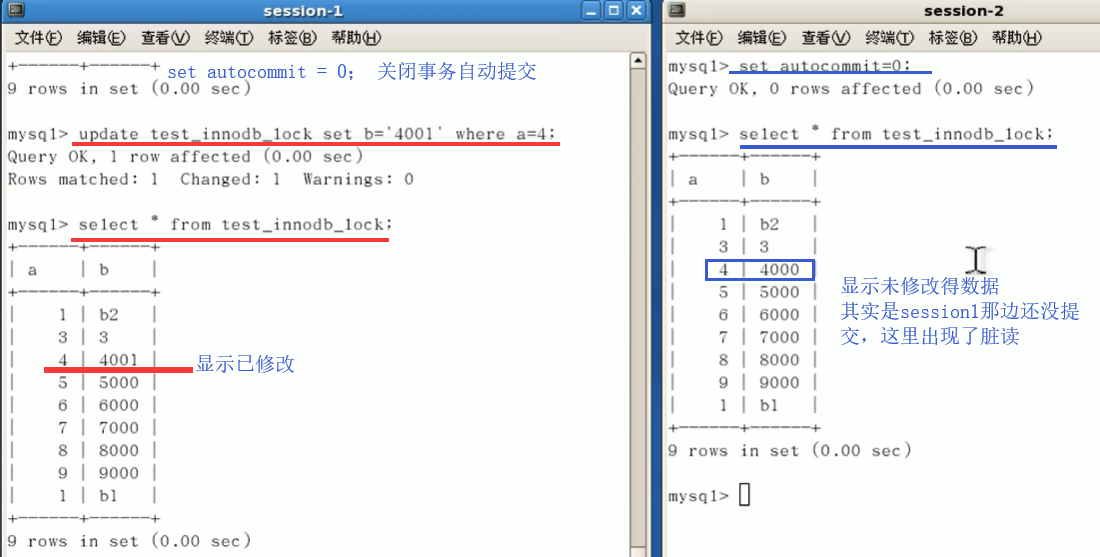 session-1
文件(F) 编辑(E) 查看(V) 终端(T) 标签(B) 帮助(H)
+------+------+
set autocommit = 0； 关闭事务自动提交
9 rows in set (0.00 sec)
mysql> update test_innodb_lock set b='4001' where a=4;
Query OK, 1 row affected (0.00 sec)
Rows matched: 1  Changed: 1  Warnings: 0
mysql> select * from test_innodb_lock;
+------+------+
| a    | b    |
+------+------+
|    1 | b2   |
|    3 | 3    |
|    4 | 4001 |
显示已修改
|    5 | 5000 |
|    6 | 6000 |
|    7 | 7000 |
|    8 | 8000 |
|    9 | 9000 |
|    1 | b1   |
+------+------+
9 rows in set (0.00 sec)
session-2
文件(F) 编辑(E) 查看(V) 终端(T) 标签(B) 帮助(H)
mysql> set autocommit=0;
Query OK, 0 rows affected (0.00 sec)
mysql> select * from test_innodb_lock;
+------+------+
| a    | b    |
+------+------+
|    1 | b2   |
|    3 | 3    |
|    4 | 4000 |
|    5 | 5000 |
|    6 | 6000 |
|    7 | 7000 |
|    8 | 8000 |
|    9 | 9000 |
|    1 | b1   |
+------+------+
显示未修改得数据
其实是session1那边还没提
交，这里出现了脏读
9 rows in set (0.00 sec)
mysql>